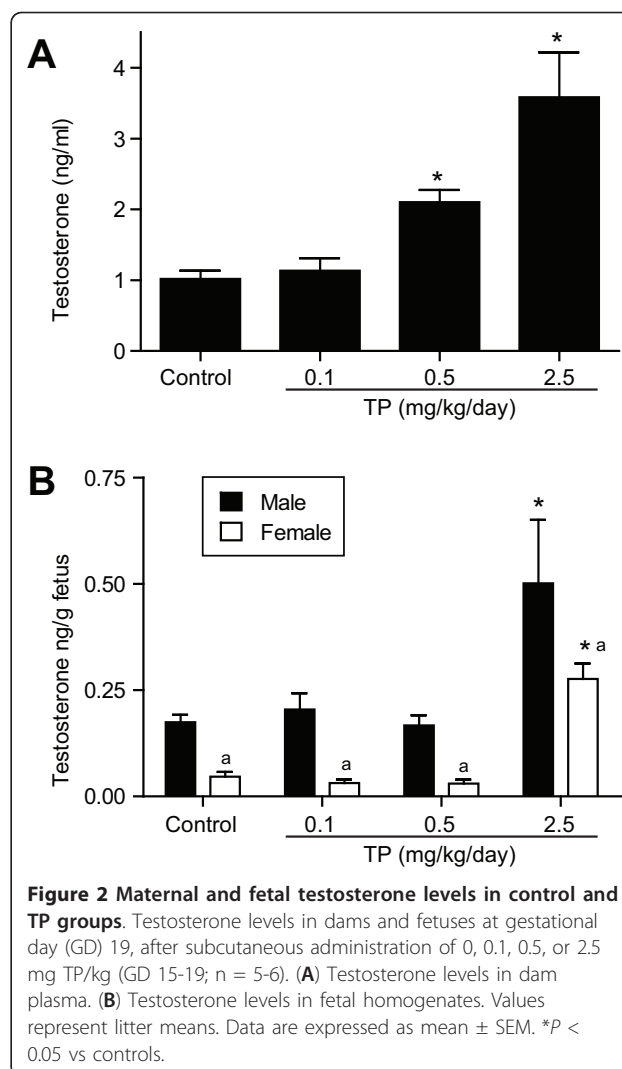 A
Testosterone (ng/ml)
4
3
2
1
0
*
*
Control 0.1 0.5 2.5
TP (mg/kg/day)
B
Testosterone ng/g fetus
0.75
0.50
0.25
0.00
Male
Female
*
* a
a
a
a
Control 0.1 0.5 2.5
TP (mg/kg/day)
Figure 2 Maternal and fetal testosterone levels in control and
TP groups. Testosterone levels in dams and fetuses at gestational
day (GD) 19, after subcutaneous administration of 0, 0.1, 0.5, or 2.5
mg TP/kg (GD 15-19; n = 5-6). (A) Testosterone levels in dam
plasma. (B) Testosterone levels in fetal homogenates. Values
represent litter means. Data are expressed as mean ± SEM. *P <
0.05 vs controls.